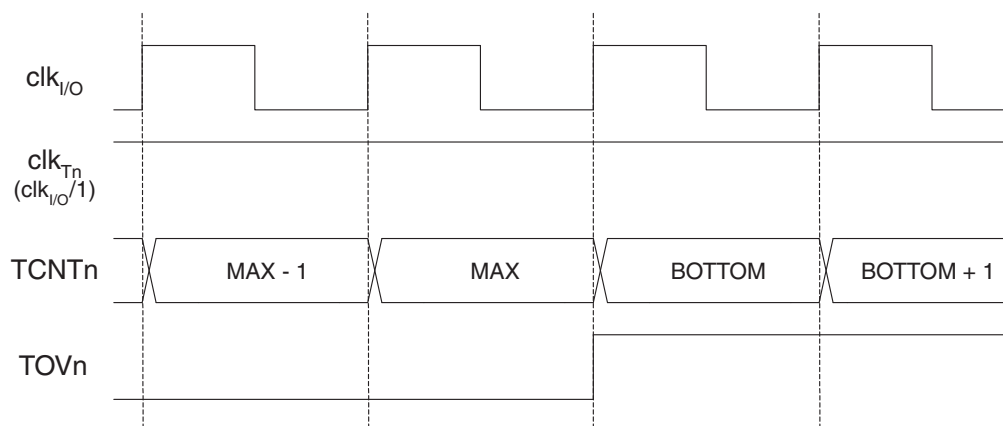 clkI/O
clkTn
(clkI/O/1)
TCNTn
MAX - 1
MAX
BOTTOM
BOTTOM + 1
TOVn